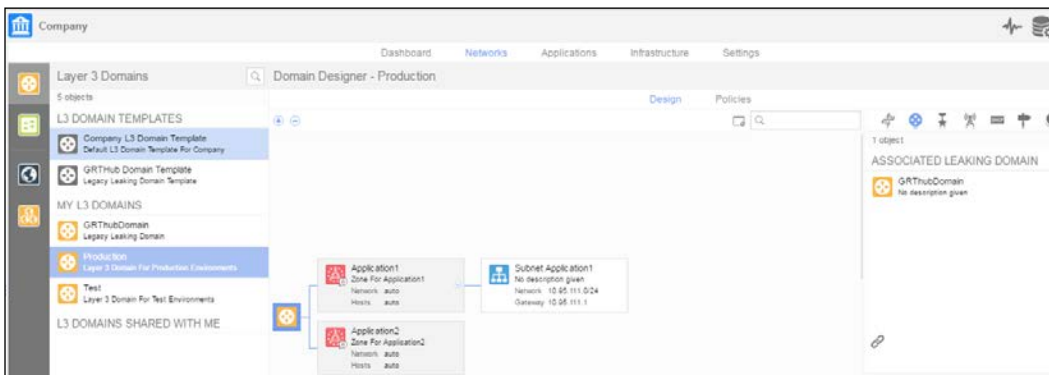 Company
Dashboard Networks Applications Infrastructure Settings
Layer 3 Domains
Domain Designer - Production
5 objects
Design Policies
L3 DOMAIN TEMPLATES
Company L3 Domain Template
Default L3 Domain Template For Company
GRTHub Domain Template
Legacy Leaking Domain Template
MY L3 DOMAINS
GRThubDomain
Legacy Leaking Domain
Production
Layer 3 Domain For Production Environments
Test
Layer 3 Domain For Test Environments
L3 DOMAINS SHARED WITH ME
Application1
Zone For Application1
Network auto
Hosts auto
Subnet Application1
No description given
Network 10.95.111.0/24
Gateway 10.95.111.1
Application2
Zone For Application2
Network auto
Hosts auto
1 object
ASSOCIATED LEAKING DOMAIN
GRThubDomain
No description given